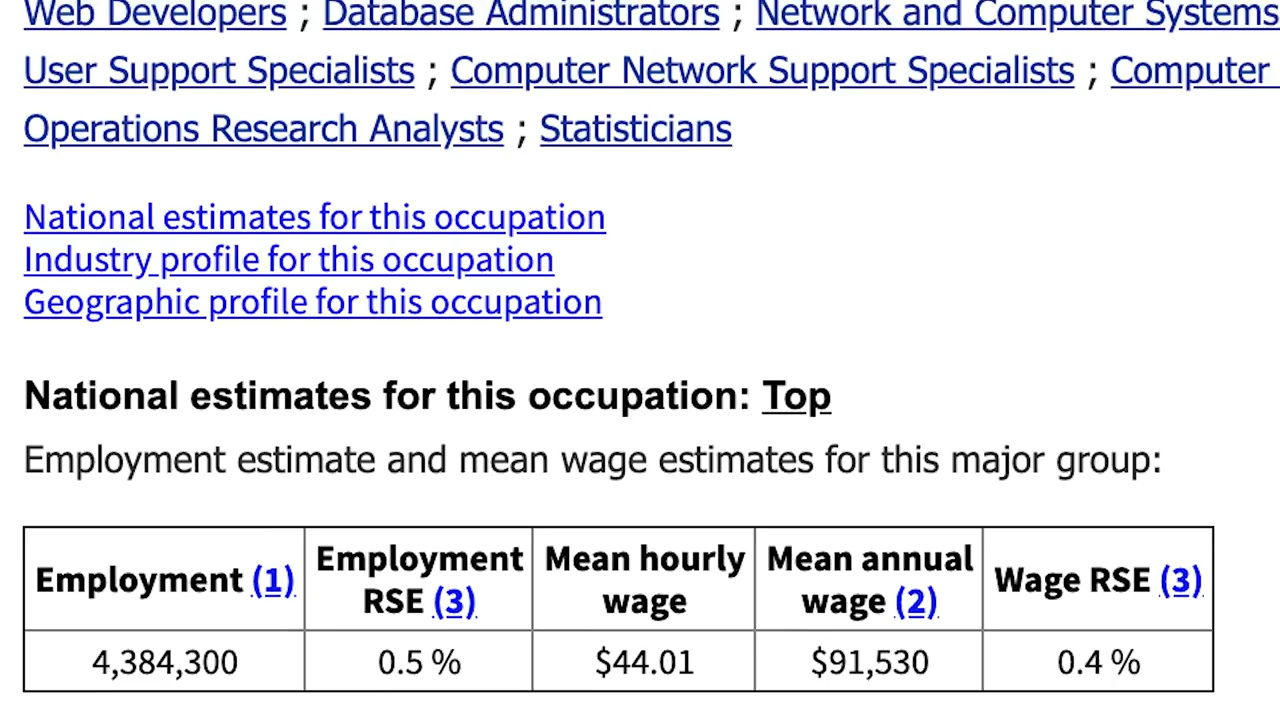 Web Developers ; Database Administrators ; Network and Computer Systems
User Support Specialists ; Computer Network Support Specialists ; Computer
Operations Research Analysts ; Statisticians
National estimates for this occupation
Industry profile for this occupation
Geographic profile for this occupation
National estimates for this occupation: Top
Employment estimate and mean wage estimates for this major group:
Employment (1) Employment RSE (3) Mean hourly wage Mean annual wage (2) Wage RSE (3)
4,384,300 0.5 % $44.01 $91,530 0.4 %